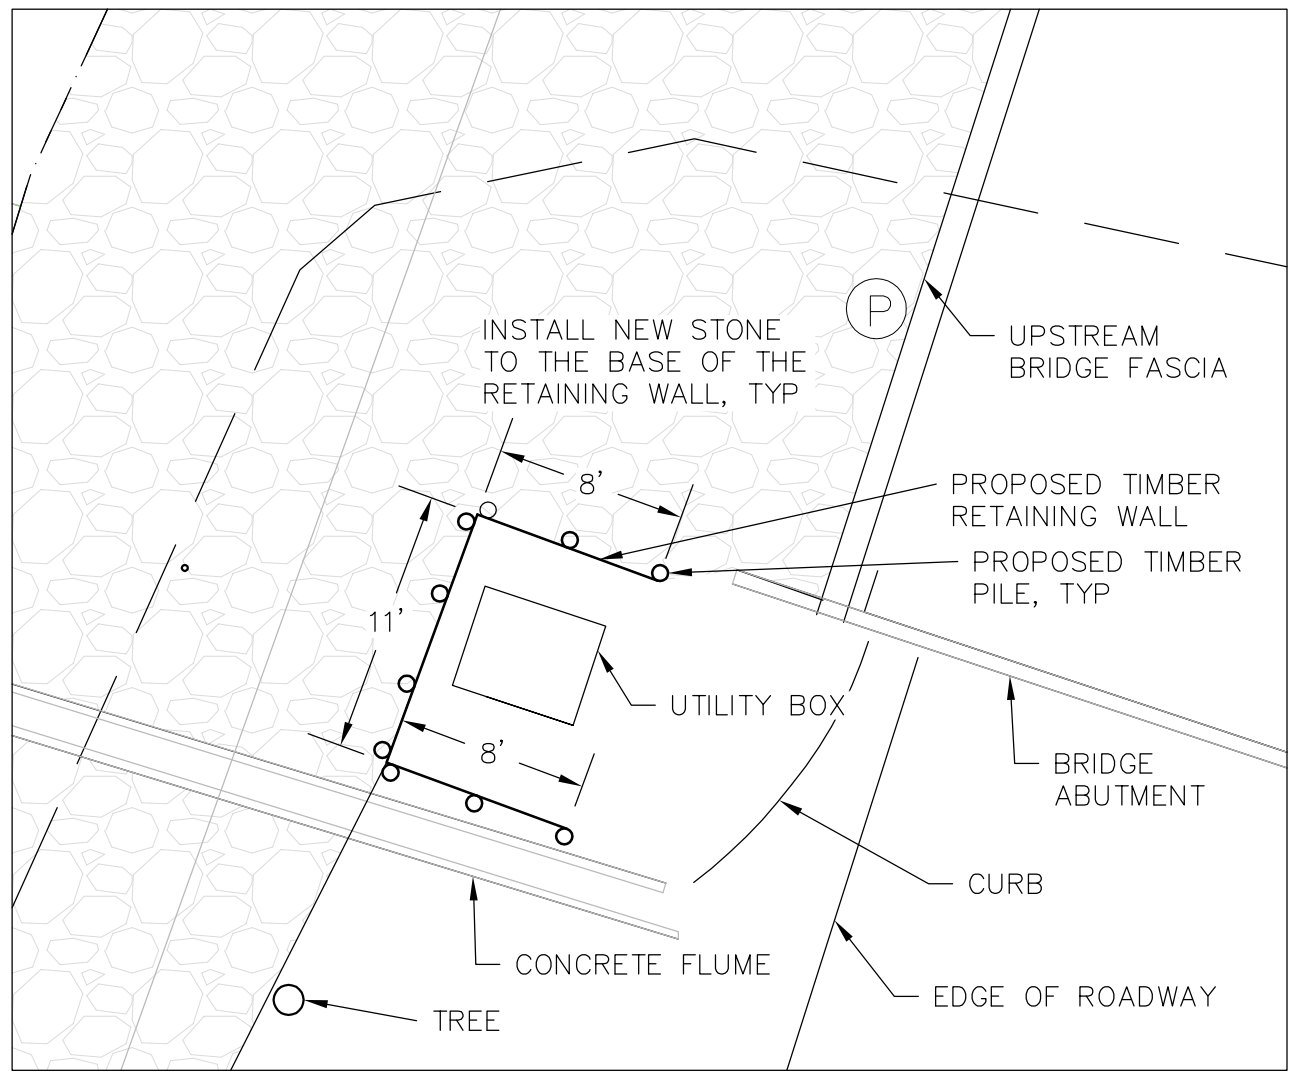 P
INSTALL NEW STONE
TO THE BASE OF THE
RETAINING WALL, TYP
UPSTREAM
BRIDGE FASCIA
8'
PROPOSED TIMBER
RETAINING WALL
PROPOSED TIMBER
PILE, TYP
11'
UTILITY BOX
8'
BRIDGE
ABUTMENT
CURB
CONCRETE FLUME
EDGE OF ROADWAY
TREE